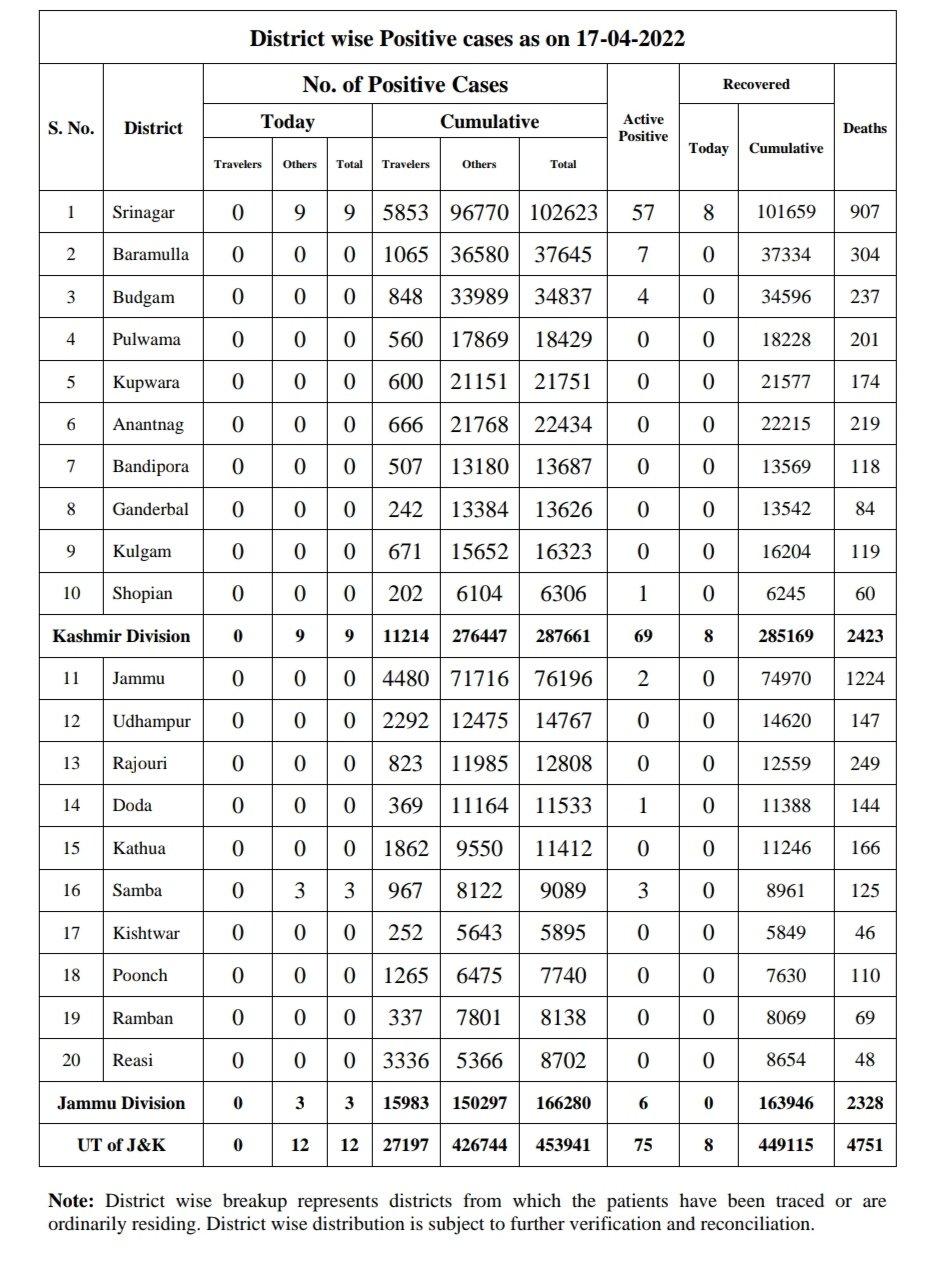 District wise Positive cases as on 17-04-2022
S. No. District No. of Positive Cases Active Positive Recovered Deaths
Today Cumulative Today Cumulative
Travelers Others Total Travelers Others Total
1 Srinagar 0 9 9 5853 96770 102623 57 8 101659 907
2 Baramulla 0 0 0 1065 36580 37645 7 0 37334 304
3 Budgam 0 0 0 848 33989 34837 4 0 34596 237
4 Pulwama 0 0 0 560 17869 18429 0 0 18228 201
5 Kupwara 0 0 0 600 21151 21751 0 0 21577 174
6 Anantnag 0 0 0 666 21768 22434 0 0 22215 219
7 Bandipora 0 0 0 507 13180 13687 0 0 13569 118
8 Ganderbal 0 0 0 242 13384 13626 0 0 13542 84
9 Kulgam 0 0 0 671 15652 16323 0 0 16204 119
10 Shopian 0 0 0 202 6104 6306 1 0 6245 60
Kashmir Division 0 9 9 11214 276447 287661 69 8 285169 2423
11 Jammu 0 0 0 4480 71716 76196 2 0 74970 1224
12 Udhampur 0 0 0 2292 12475 14767 0 0 14620 147
13 Rajouri 0 0 0 823 11985 12808 0 0 12559 249
14 Doda 0 0 0 369 11164 11533 1 0 11388 144
15 Kathua 0 0 0 1862 9550 11412 0 0 11246 166
16 Samba 0 3 3 967 8122 9089 3 0 8961 125
17 Kishtwar 0 0 0 252 5643 5895 0 0 5849 46
18 Poonch 0 0 0 1265 6475 7740 0 0 7630 110
19 Ramban 0 0 0 337 7801 8138 0 0 8069 69
20 Reasi 0 0 0 3336 5366 8702 0 0 8654 48
Jammu Division 0 3 3 15983 150297 166280 6 0 163946 2328
UT of J&K 0 12 12 27197 426744 453941 75 8 449115 4751
Note: District wise breakup represents districts from which the patients have been traced or are
ordinarily residing. District wise distribution is subject to further verification and reconciliation.